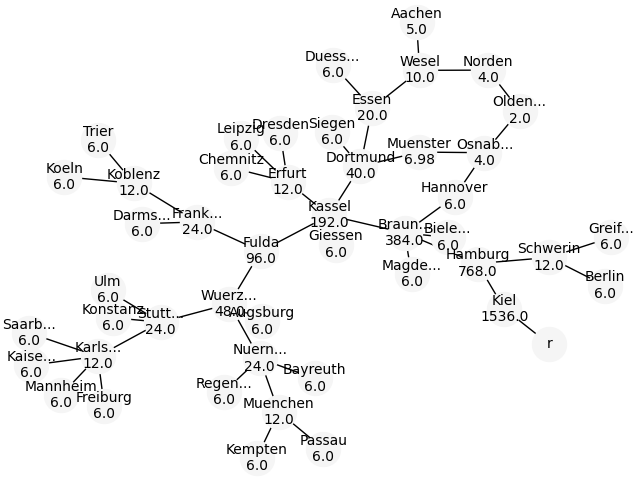 Aachen
5.0
Duess...
6.0
Wesel
10.0
Norden
4.0
Essen
20.0
Olden...
2.0
Trier
6.0
Leipzig
6.0
Dresden
6.0
Siegen
6.0
Muenster
6.98
Osnab...
4.0
Koeln
6.0
Koblenz
12.0
Chemnitz
6.0
Erfurt
12.0
Dortmund
40.0
Hannover
6.0
Darms...
6.0
Frank...
24.0
Kassel
192.0
Braun...
384.0
Biele...
6.0
Greif...
6.0
Fulda
96.0
Giessen
6.0
Magde...
6.0
Hamburg
768.0
Schwerin
12.0
Berlin
6.0
Ulm
6.0
Wuerz...
48.0
Kiel
1536.0
Konstanz
6.0
Stutt...
24.0
Augsburg
6.0
r
Saarb...
6.0
Kaise...
6.0
Karls...
12.0
Nuern...
24.0
Bayreuth
6.0
Mannheim
6.0
Freiburg
6.0
Regen...
6.0
Muenchen
12.0
Kempten
6.0
Passau
6.0